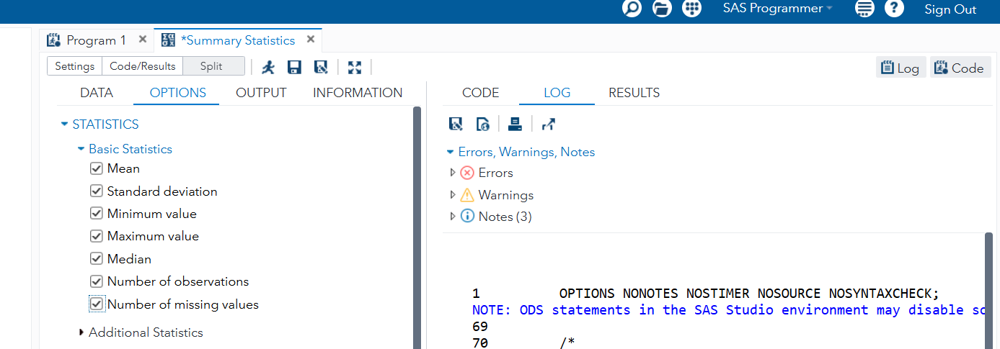 SAS Programmer
? Sign Out
Program 1 *Summary Statistics
Settings Code/Results Split
Log Code
DATA OPTIONS OUTPUT INFORMATION
CODE LOG RESULTS
STATISTICS
Basic Statistics
Mean
Standard deviation
Minimum value
Maximum value
Median
Number of observations
Number of missing values
Additional Statistics
Errors, Warnings, Notes
Errors
Warnings
Notes (3)
1 OPTIONS NONOTES NOSTIMER NOSOURCE NOSYNTAXCHECK;
NOTE: ODS statements in the SAS Studio environment may disable
69
70 /*